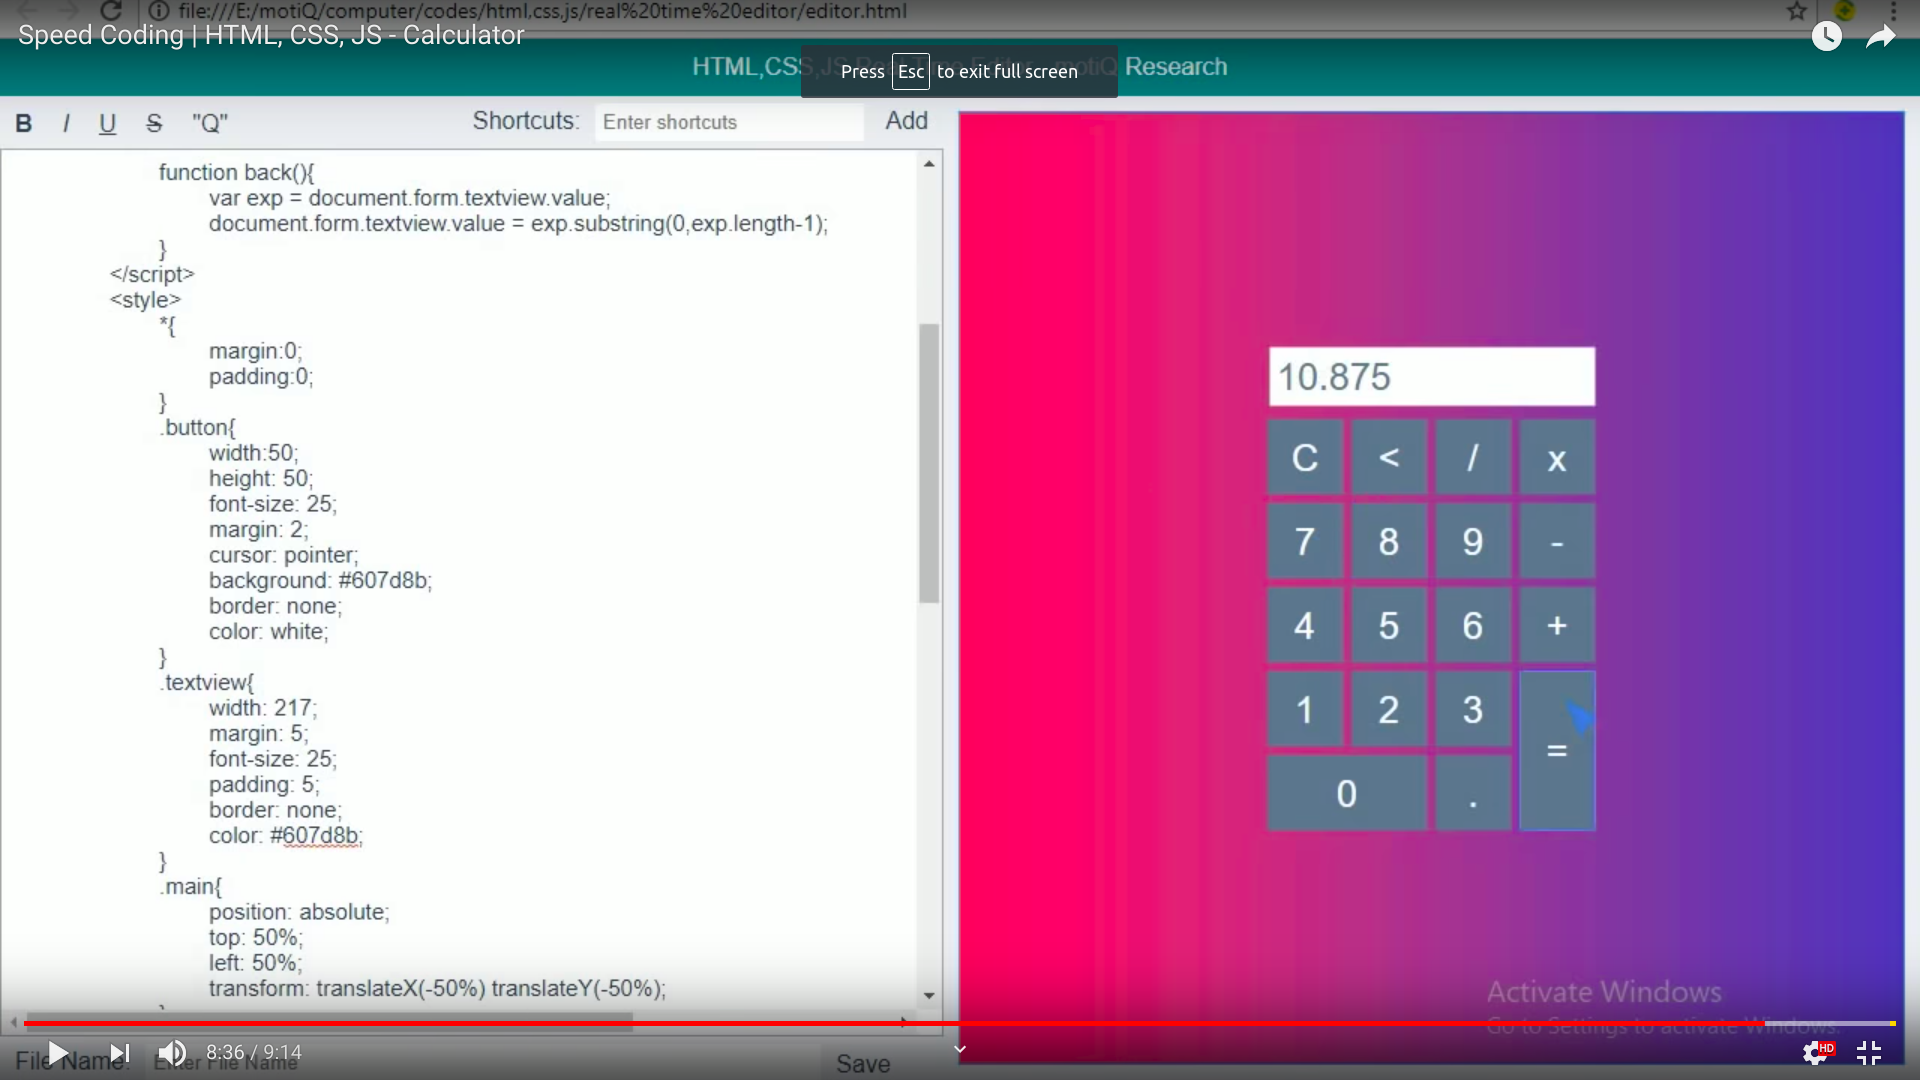 file:///E:/motiQ/computer/codes/html,css,js/real%20time%20editor/editor.html
Speed Coding | HTML, CSS, JS - Calculator
HTML,CSS,JS Real Time Editor - motiQ Research
Press Esc to exit full screen
B I U S "Q" Shortcuts: Enter shortcuts Add
function back(){
var exp = document.form.textview.value;
document.form.textview.value = exp.substring(0,exp.length-1);
}
</script>
<style>
*{
margin:0;
padding:0;
}
.button{
width:50;
height: 50;
font-size: 25;
margin: 2;
cursor: pointer;
background: #607d8b;
border: none;
color: white;
}
.textview{
width: 217;
margin: 5;
font-size: 25;
padding: 5;
border: none;
color: #607d8b;
}
.main{
position: absolute;
top: 50%;
left: 50%;
transform: translateX(-50%) translateY(-50%);
10.875
C < / x
7 8 9 -
4 5 6 +
1 2 3
=
0 .
Activate Windows
Go to Settings to activate Windows.
File Name: Enter File Name Save
8:36 / 9:14
HD